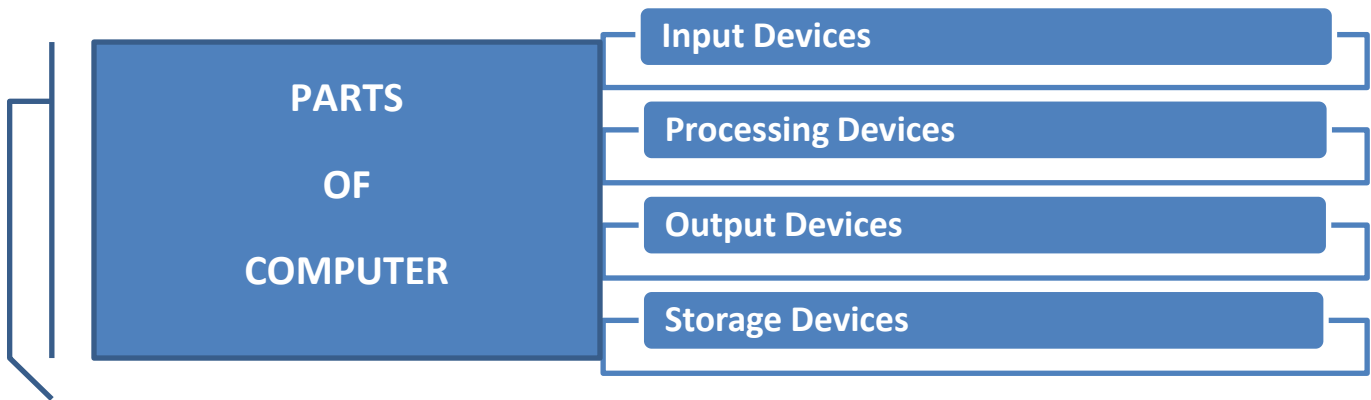 PARTS
OF
COMPUTER
Input Devices
Processing Devices
Output Devices
Storage Devices